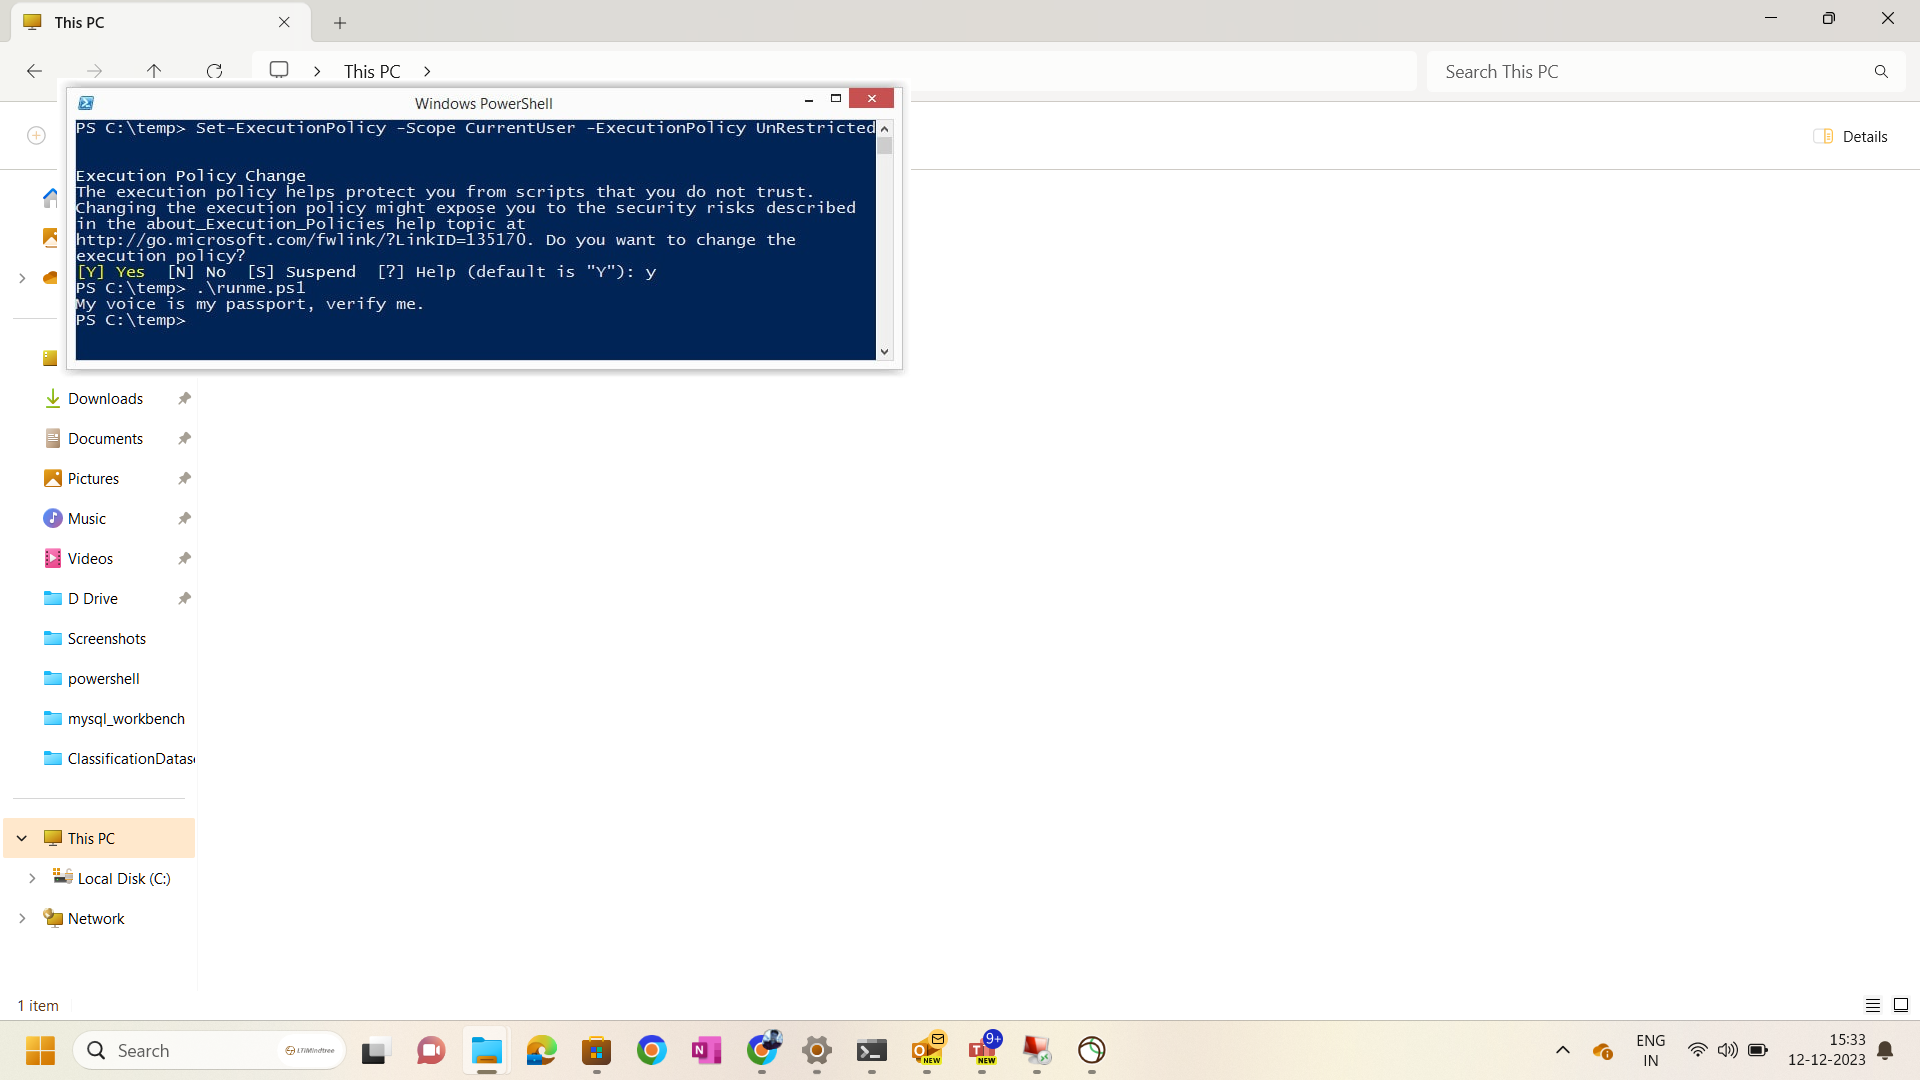 This PC
This PC
Search This PC
Windows PowerShell
PS C:\temp> Set-ExecutionPolicy -Scope CurrentUser -ExecutionPolicy UnRestricted
Execution Policy Change
The execution policy helps protect you from scripts that you do not trust.
Changing the execution policy might expose you to the security risks described
in the about_Execution_Policies help topic at
http://go.microsoft.com/fwlink/?LinkID=135170. Do you want to change the
execution policy?
[Y] Yes  [N] No  [S] Suspend  [?] Help (default is "Y"): y
PS C:\temp> .\runme.ps1
My voice is my passport, verify me.
PS C:\temp>
Details
Downloads
Documents
Pictures
Music
Videos
D Drive
Screenshots
powershell
mysql_workbench
ClassificationDatas
This PC
Local Disk (C:)
Network
1 item
Search
LTIMindtree
NEW
9+
NEW
ENG
IN
15:33
12-12-2023